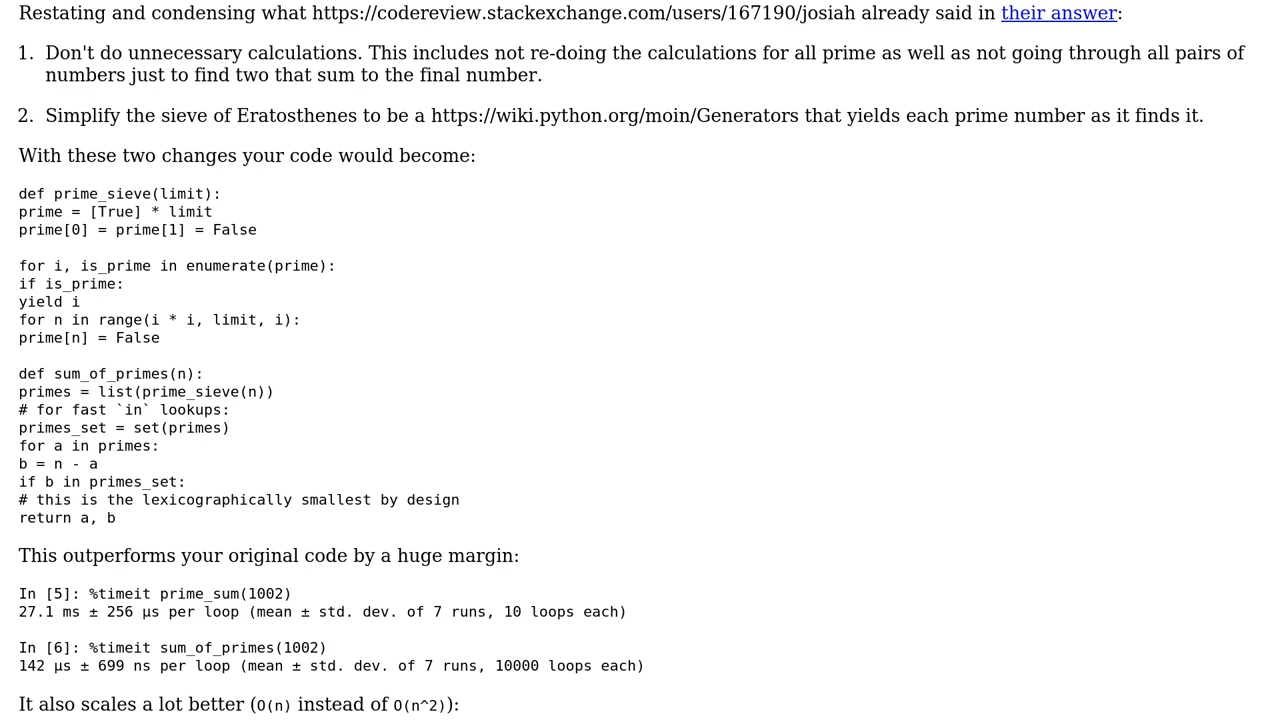 Restating and condensing what https://codereview.stackexchange.com/users/167190/josiah already said in their answer:
1. Don't do unnecessary calculations. This includes not re-doing the calculations for all prime as well as not going through all pairs of
numbers just to find two that sum to the final number.
2. Simplify the sieve of Eratosthenes to be a https://wiki.python.org/moin/Generators that yields each prime number as it finds it.
With these two changes your code would become:
def prime_sieve(limit):
prime = [True] * limit
prime[0] = prime[1] = False
for i, is_prime in enumerate(prime):
if is_prime:
yield i
for n in range(i * i, limit, i):
prime[n] = False
def sum_of_primes(n):
primes = list(prime_sieve(n))
# for fast `in` lookups:
primes_set = set(primes)
for a in primes:
b = n - a
if b in primes_set:
# this is the lexicographically smallest by design
return a, b
This outperforms your original code by a huge margin:
In [5]: %timeit prime_sum(1002)
27.1 ms ± 256 µs per loop (mean ± std. dev. of 7 runs, 10 loops each)
In [6]: %timeit sum_of_primes(1002)
142 µs ± 699 ns per loop (mean ± std. dev. of 7 runs, 10000 loops each)
It also scales a lot better (O(n) instead of O(n^2)):